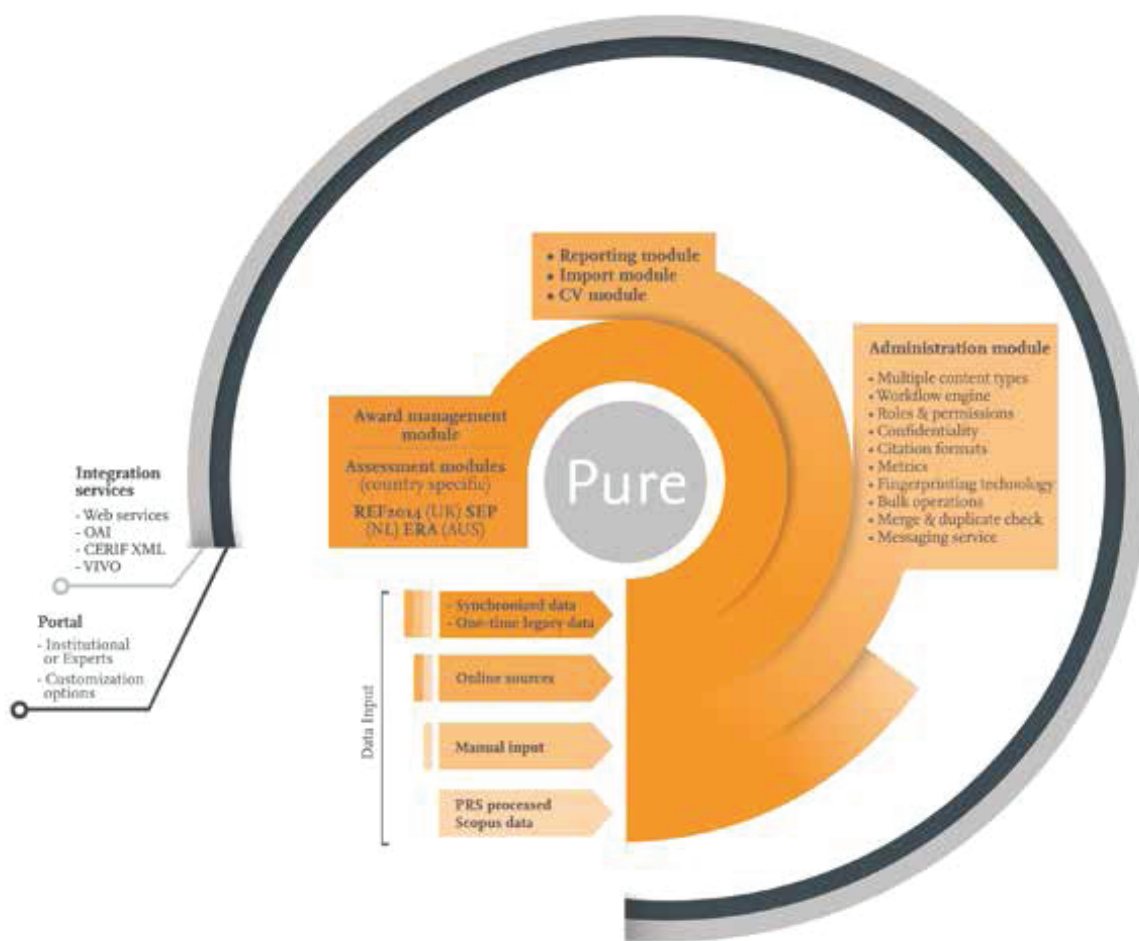 • Reporting module
• Import module
• CV module
Administration module
• Multiple content types
• Workflow engine
• Roles & permissions
• Confidentiality
• Citation formats
• Metrics
• Fingerprinting technology
• Bulk operations
• Merge & duplicate check
• Messaging service
Award management
module
Assessment modules
(country specific)
REF2014 (UK) SEP
(NL) ERA (AUS)
Pure
Integration
services
- Web services
- OAI
- CERIF XML
- VIVO
Portal
- Institutional
or Experts
- Customization
options
Data Input
- Synchronized data
- One-time legacy data
Online sources
Manual input
PRS processed
Scopus data